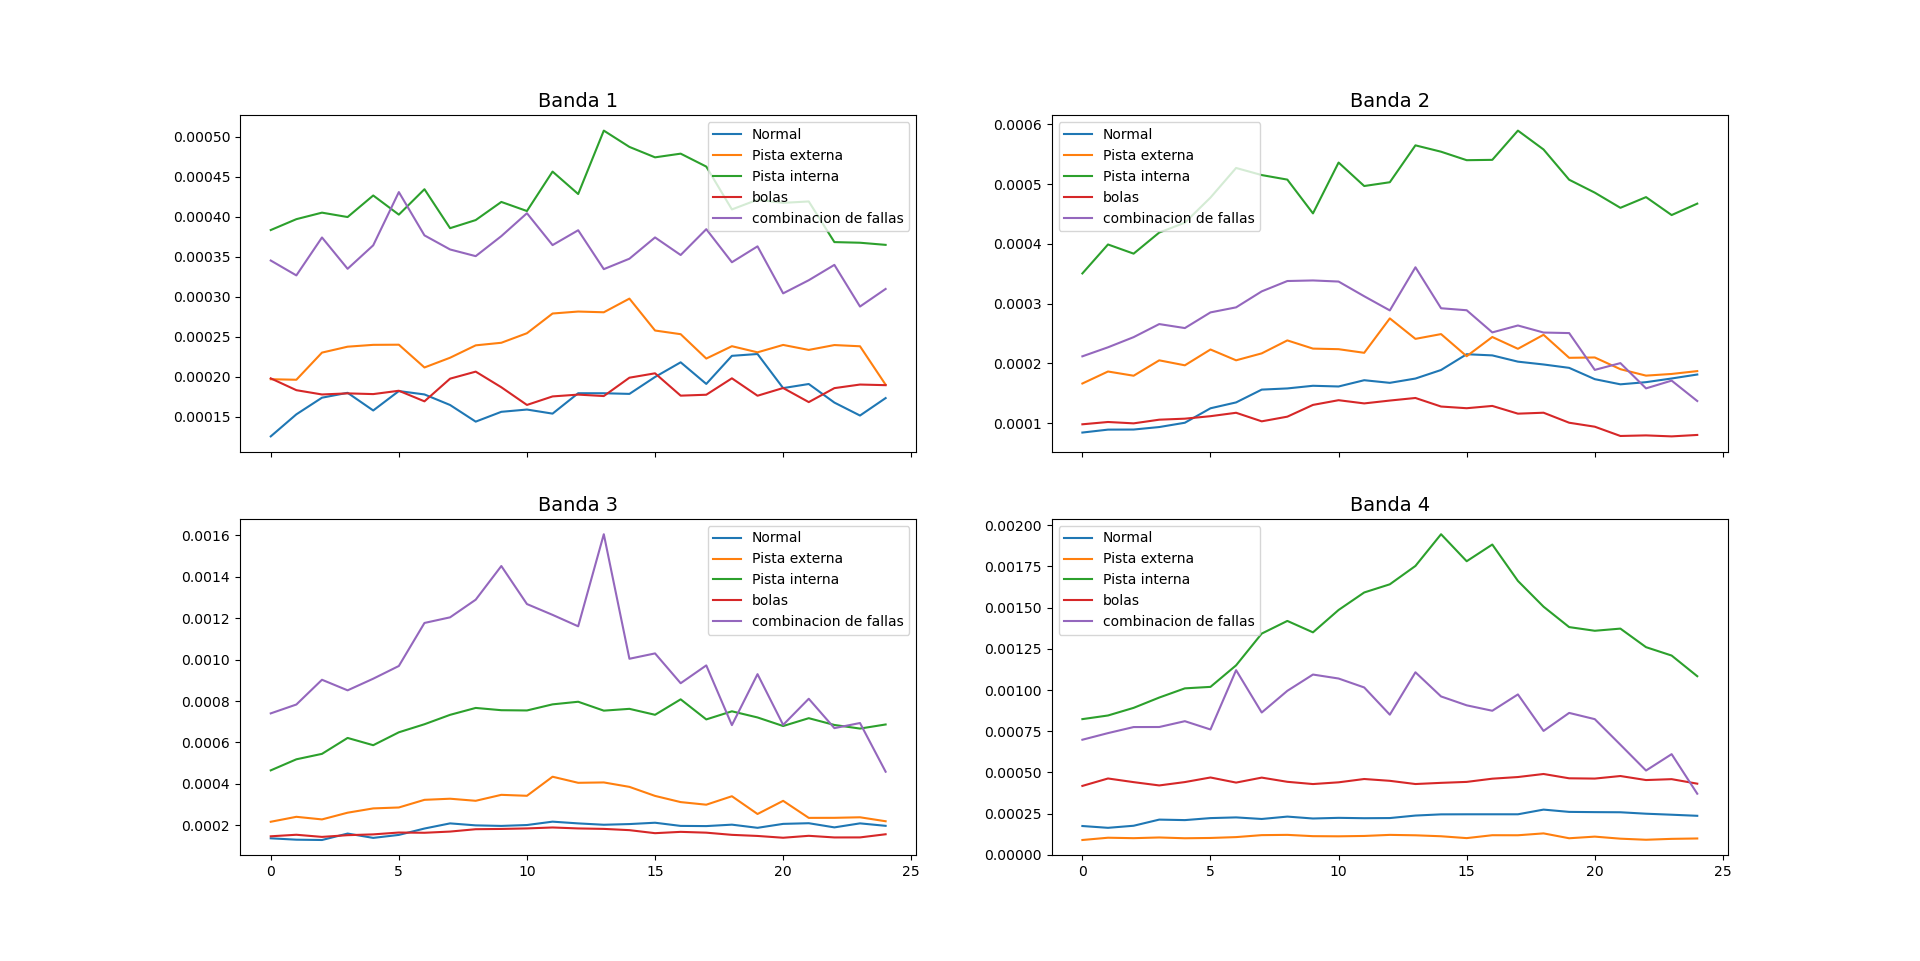 Banda 1
0.00050
0.00045
0.00040
0.00035
0.00030
0.00025
0.00020
0.00015
Normal
Pista externa
Pista interna
bolas
combinacion de fallas
Banda 2
0.0006
0.0005
0.0004
0.0003
0.0002
0.0001
Normal
Pista externa
Pista interna
bolas
combinacion de fallas
Banda 3
0.0016
0.0014
0.0012
0.0010
0.0008
0.0006
0.0004
0.0002
Normal
Pista externa
Pista interna
bolas
combinacion de fallas
0 5 10 15 20 25
Banda 4
0.00200
0.00175
0.00150
0.00125
0.00100
0.00075
0.00050
0.00025
0.00000
Normal
Pista externa
Pista interna
bolas
combinacion de fallas
0 5 10 15 20 25